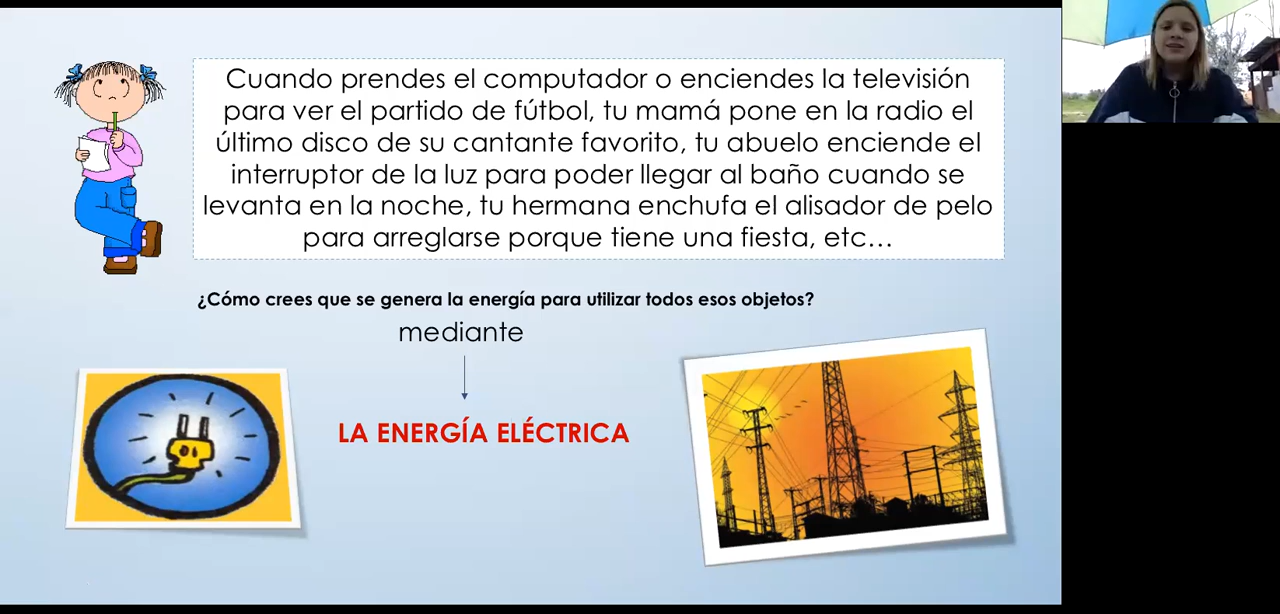 Cuando prendes el computador o enciendes la televisión
para ver el partido de fútbol, tu mamá pone en la radio el
último disco de su cantante favorito, tu abuelo enciende el
interruptor de la luz para poder llegar al baño cuando se
levanta en la noche, tu hermana enchufa el alisador de pelo
para arreglarse porque tiene una fiesta, etc…
¿Cómo crees que se genera la energía para utilizar todos esos objetos?
mediante
LA ENERGÍA ELÉCTRICA